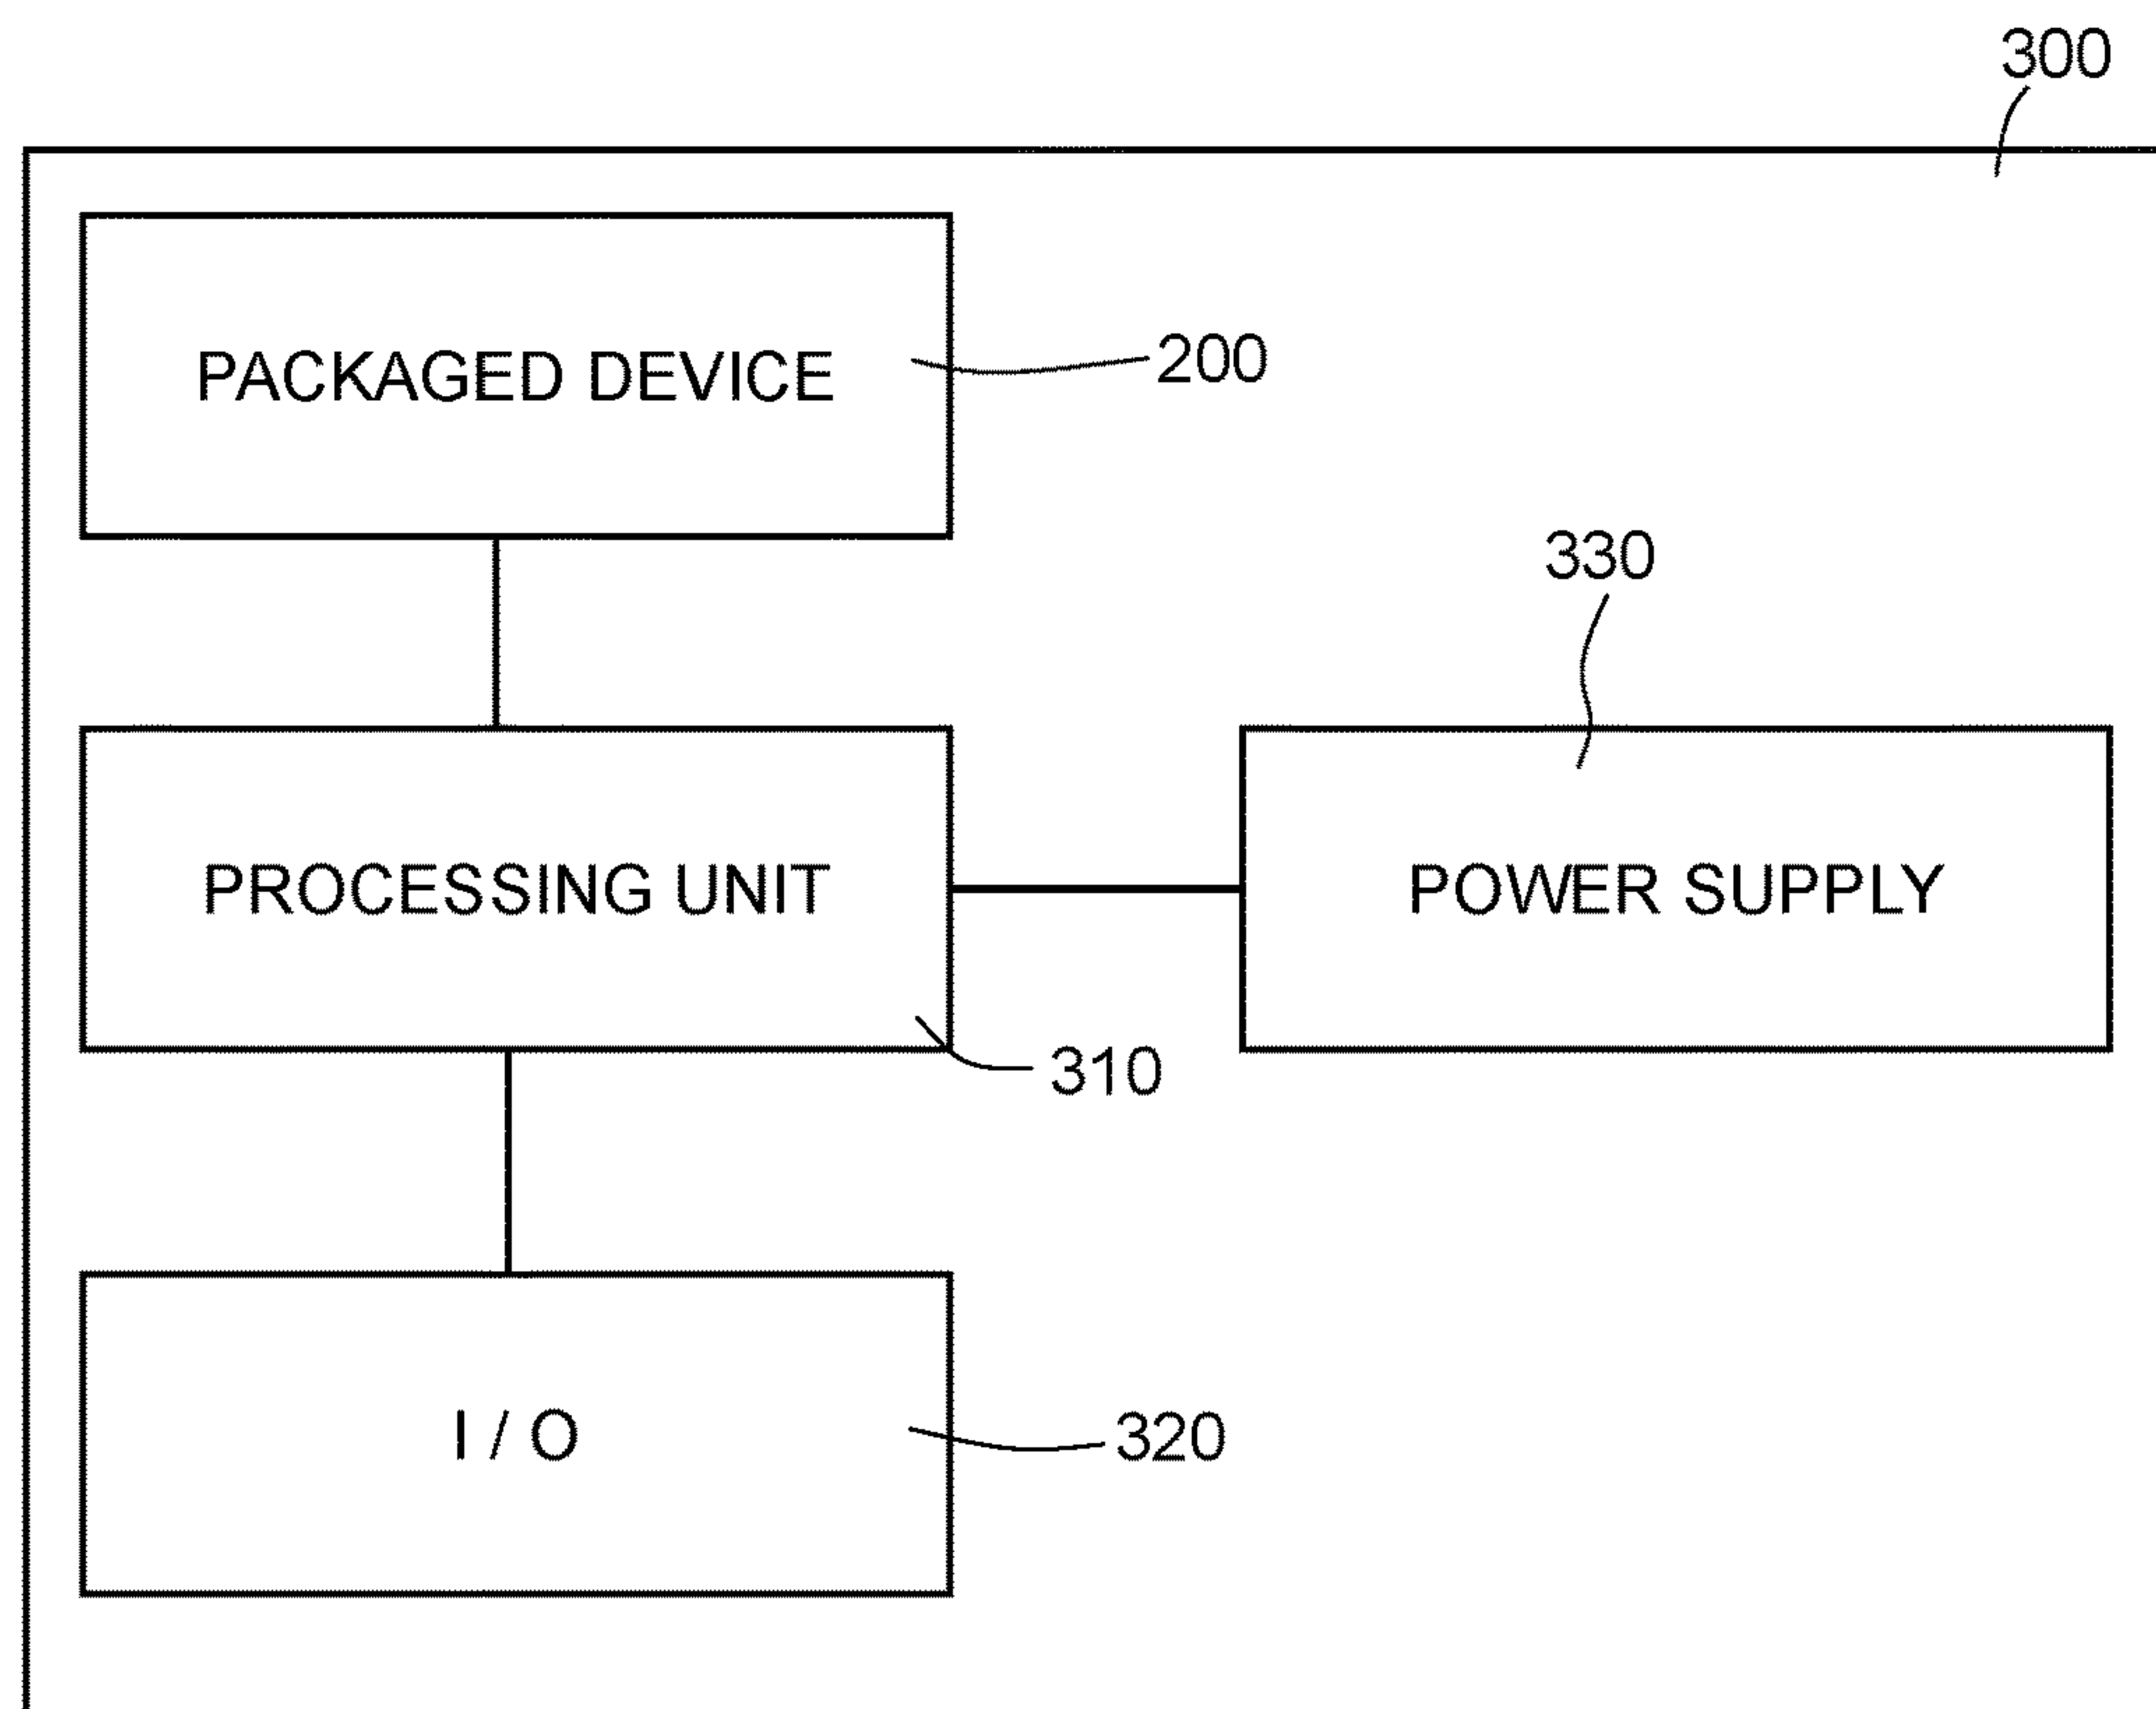 300
PACKAGED DEVICE
200
330
PROCESSING UNIT
POWER SUPPLY
310
I / O
320